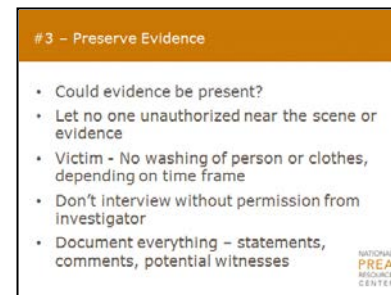 #3 – Preserve Evidence
• Could evidence be present?
• Let no one unauthorized near the scene or
evidence
• Victim - No washing of person or clothes,
depending on time frame
• Don't interview without permission from
investigator
• Document everything – statements,
comments, potential witnesses
NATIONAL
PREA
RESOURCE
CENTER